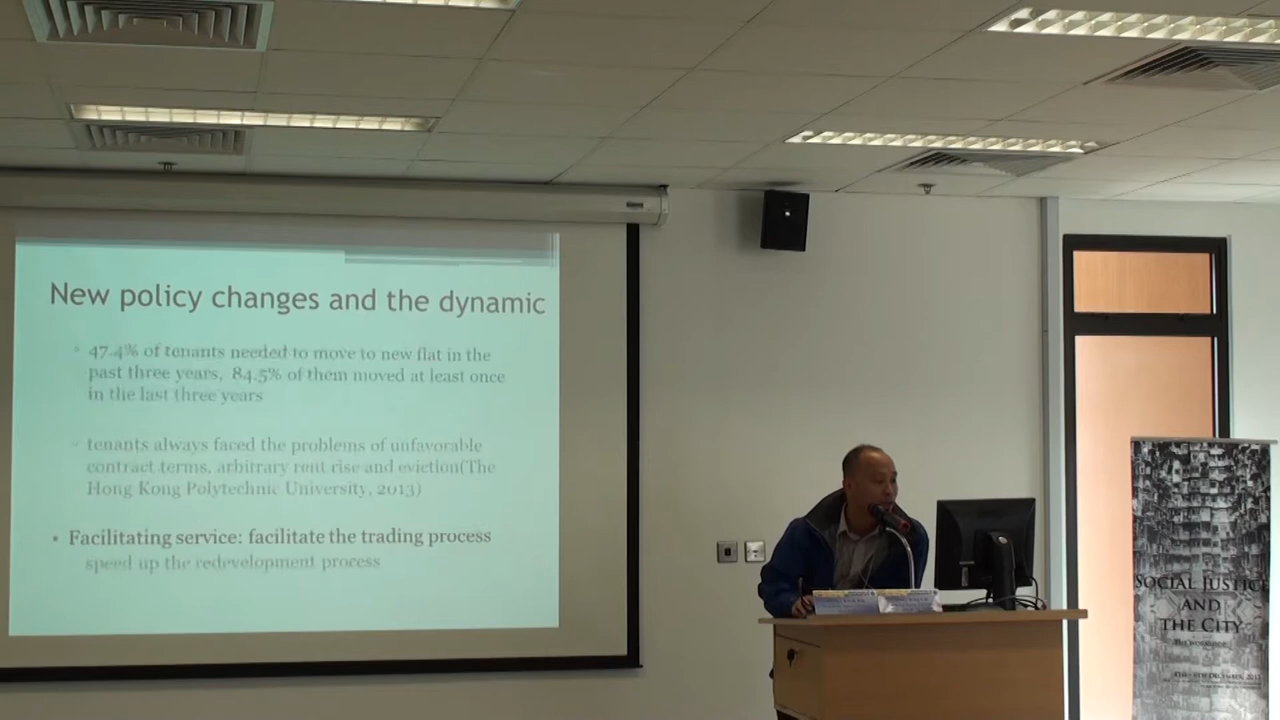 New policy changes and the dynamic
47.4% of tenants needed to move to new flat in the
past three years, 84.5% of them moved at least once
in the last three years
tenants always faced the problems of unfavorable
contract terms, arbitrary rent rise and eviction(The
Hong Kong Polytechnic University, 2013)
Facilitating service: facilitate the trading process
speed up the redevelopment process
SOCIAL JUSTICE
AND
THE CITY